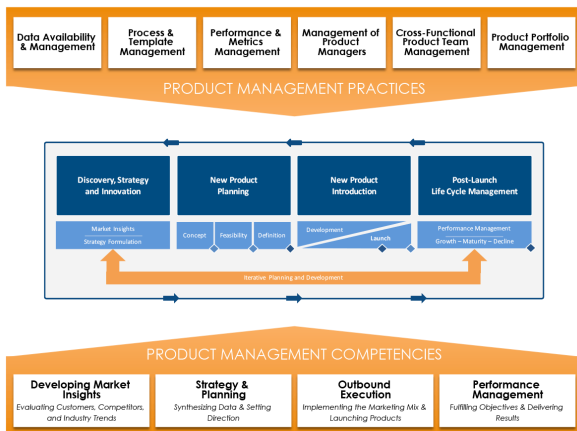 Data Availability
& Management
Process &
Template
Management
Performance &
Metrics
Management
Management of
Product
Managers
Cross-Functional
Product Team
Management
Product Portfolio
Management
PRODUCT MANAGEMENT PRACTICES
Discovery, Strategy
and Innovation
New Product
Planning
New Product
Introduction
Post-Launch
Life Cycle Management
Market Insights
Strategy Formulation
Concept
Feasibility
Definition
Development
Launch
Performance Management
Growth – Maturity – Decline
Iterative Planning and Development
PRODUCT MANAGEMENT COMPETENCIES
Developing Market
Insights
Evaluating Customers, Competitors,
and Industry Trends
Strategy &
Planning
Synthesizing Data & Setting
Direction
Outbound
Execution
Implementing the Marketing Mix &
Launching Products
Performance
Management
Fulfilling Objectives & Delivering
Results